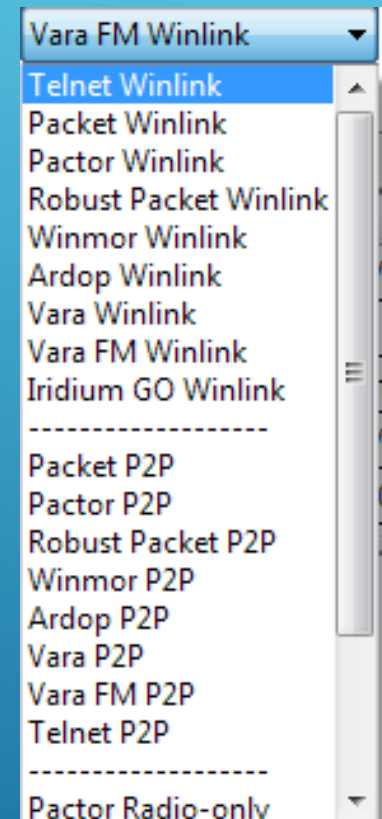 Vara FM Winlink
Telnet Winlink
Packet Winlink
Pactor Winlink
Robust Packet Winlink
Winmor Winlink
Ardop Winlink
Vara Winlink
Vara FM Winlink
Iridium GO Winlink
-------------------
Packet P2P
Pactor P2P
Robust Packet P2P
Winmor P2P
Ardop P2P
Vara P2P
Vara FM P2P
Telnet P2P
-------------------
Pactor Radio-only